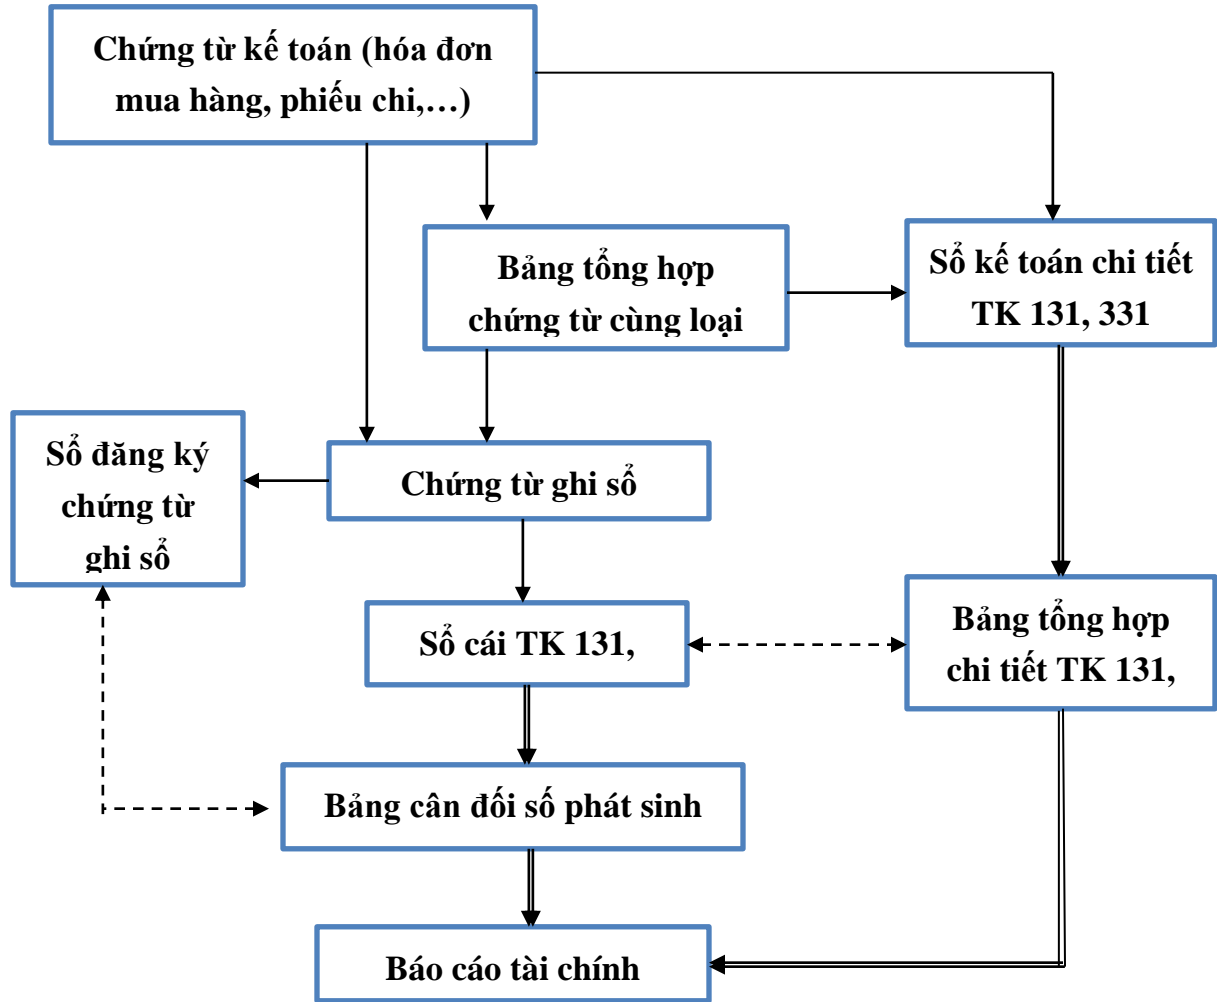 Chứng từ kế toán (hóa đơn
mua hàng, phiếu chi,…)
Bảng tổng hợp
chứng từ cùng loại
Sổ kế toán chi tiết
TK 131, 331
Sổ đăng ký
chứng từ
ghi sổ
Chứng từ ghi sổ
Sổ cái TK 131,
Bảng tổng hợp
chi tiết TK 131,
Bảng cân đối số phát sinh
Báo cáo tài chính